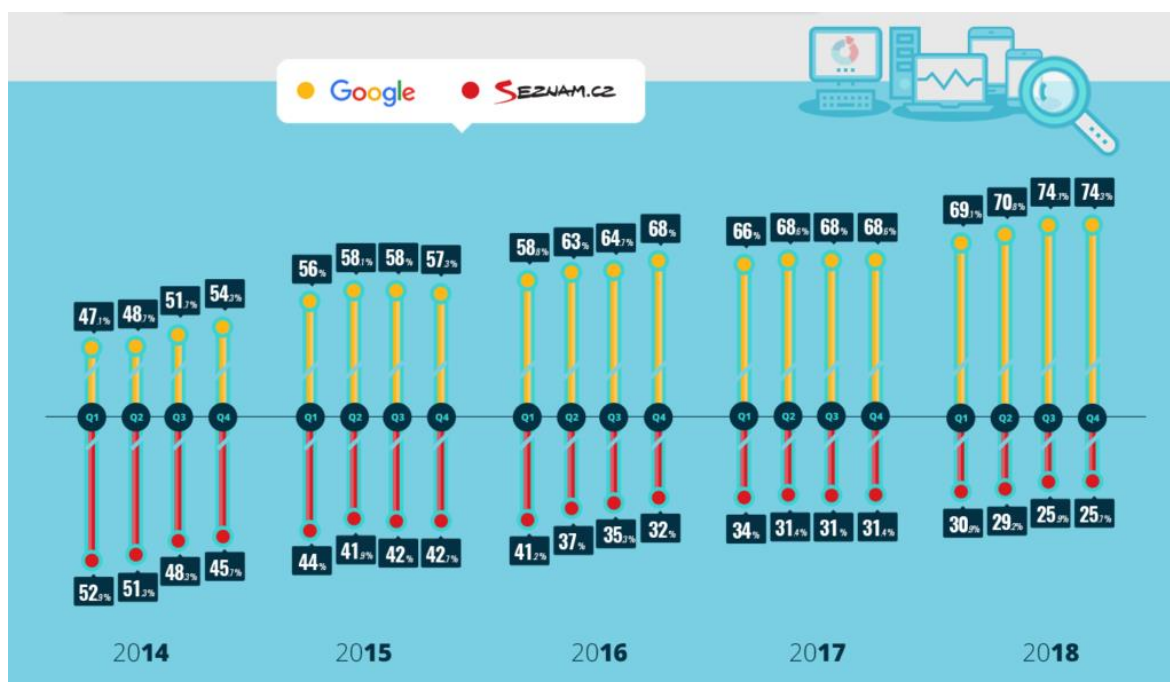 Google SEZNAM.CZ
47.1% 48.7% 51.7% 54.3% 56% 58.1% 58% 57.3% 58.8% 63% 64.7% 68% 66% 68.6% 68% 68.6% 69.1% 70.8% 74.1% 74.3%
Q1 Q2 Q3 Q4 Q1 Q2 Q3 Q4 Q1 Q2 Q3 Q4 Q1 Q2 Q3 Q4 Q1 Q2 Q3 Q4
52.9% 51.3% 48.3% 45.7% 44% 41.9% 42% 42.7% 41.2% 37% 35.3% 32% 34% 31.4% 31% 31.4% 30.9% 29.2% 25.9% 25.7%
2014 2015 2016 2017 2018